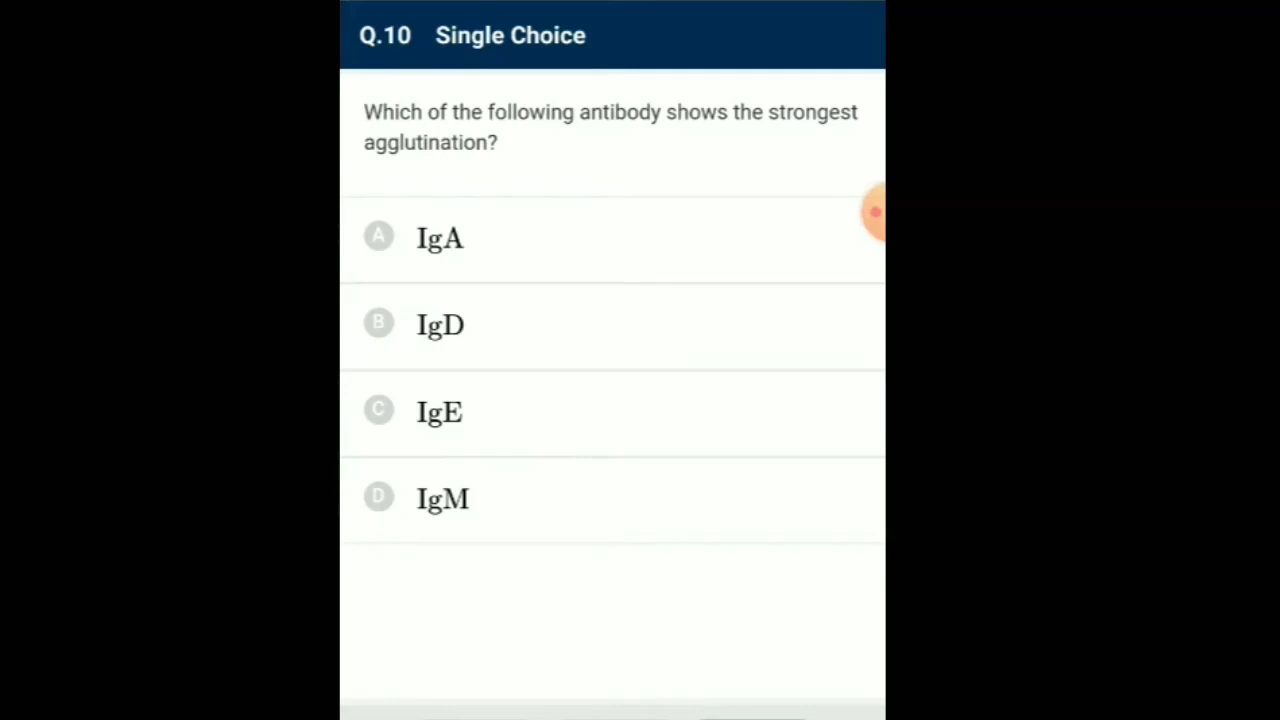 Q.10 Single Choice
Which of the following antibody shows the strongest
agglutination?
A IgA
B IgD
C IgE
D IgM